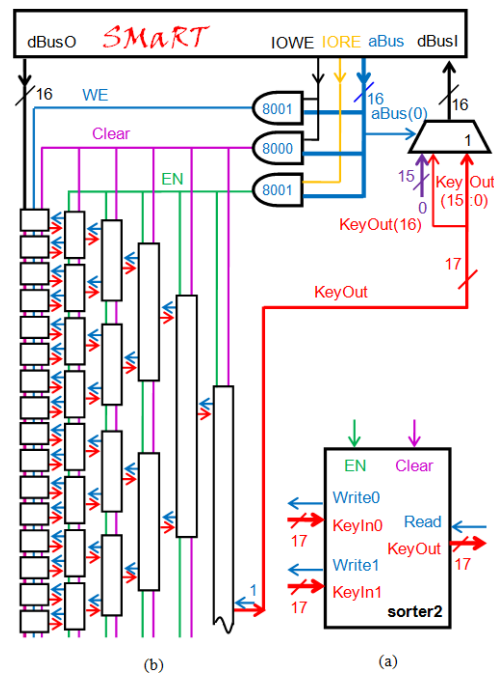 dBusO SMaRT IOWE IORE aBus dBusI
16 WE 8001 16 16
aBus(0)
Clear 8000 1
EN 8001 15 Key Out
0 (15:0)
KeyOut(16)
17
KeyOut
EN Clear
Write0
KeyIn0 Read
17 KeyOut
Write1 17
1 KeyIn1
17 sorter2
(b) (a)